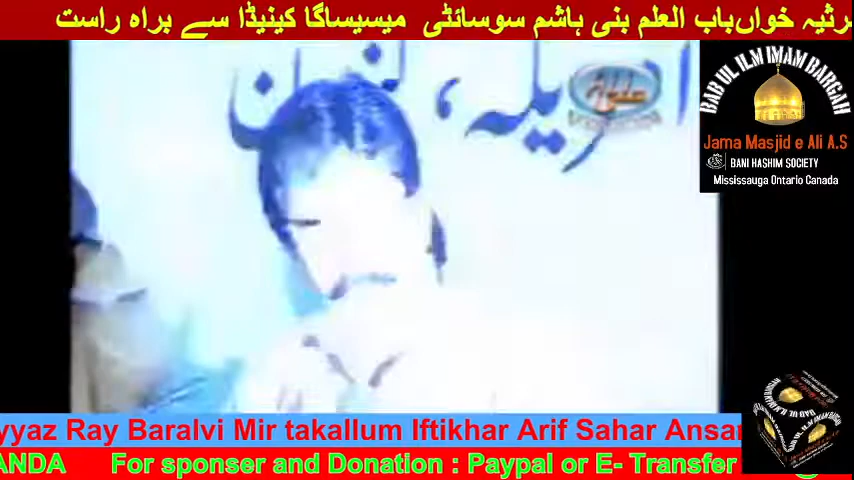 رثیہ خواں باب العلم بنی ہاشم سوسائٹی میسیساگا کینیڈا سے براہ راست
BAB UL ILM IMAM BARGAH
Jama Masjid e Ali A.S
BANI HASHIM SOCIETY
Mississauga Ontario Canada
yyaz Ray Baralvi Mir takallum Iftikhar Arif Sahar Ansar
ANDA For sponser and Donation : Paypal or E- Transfer